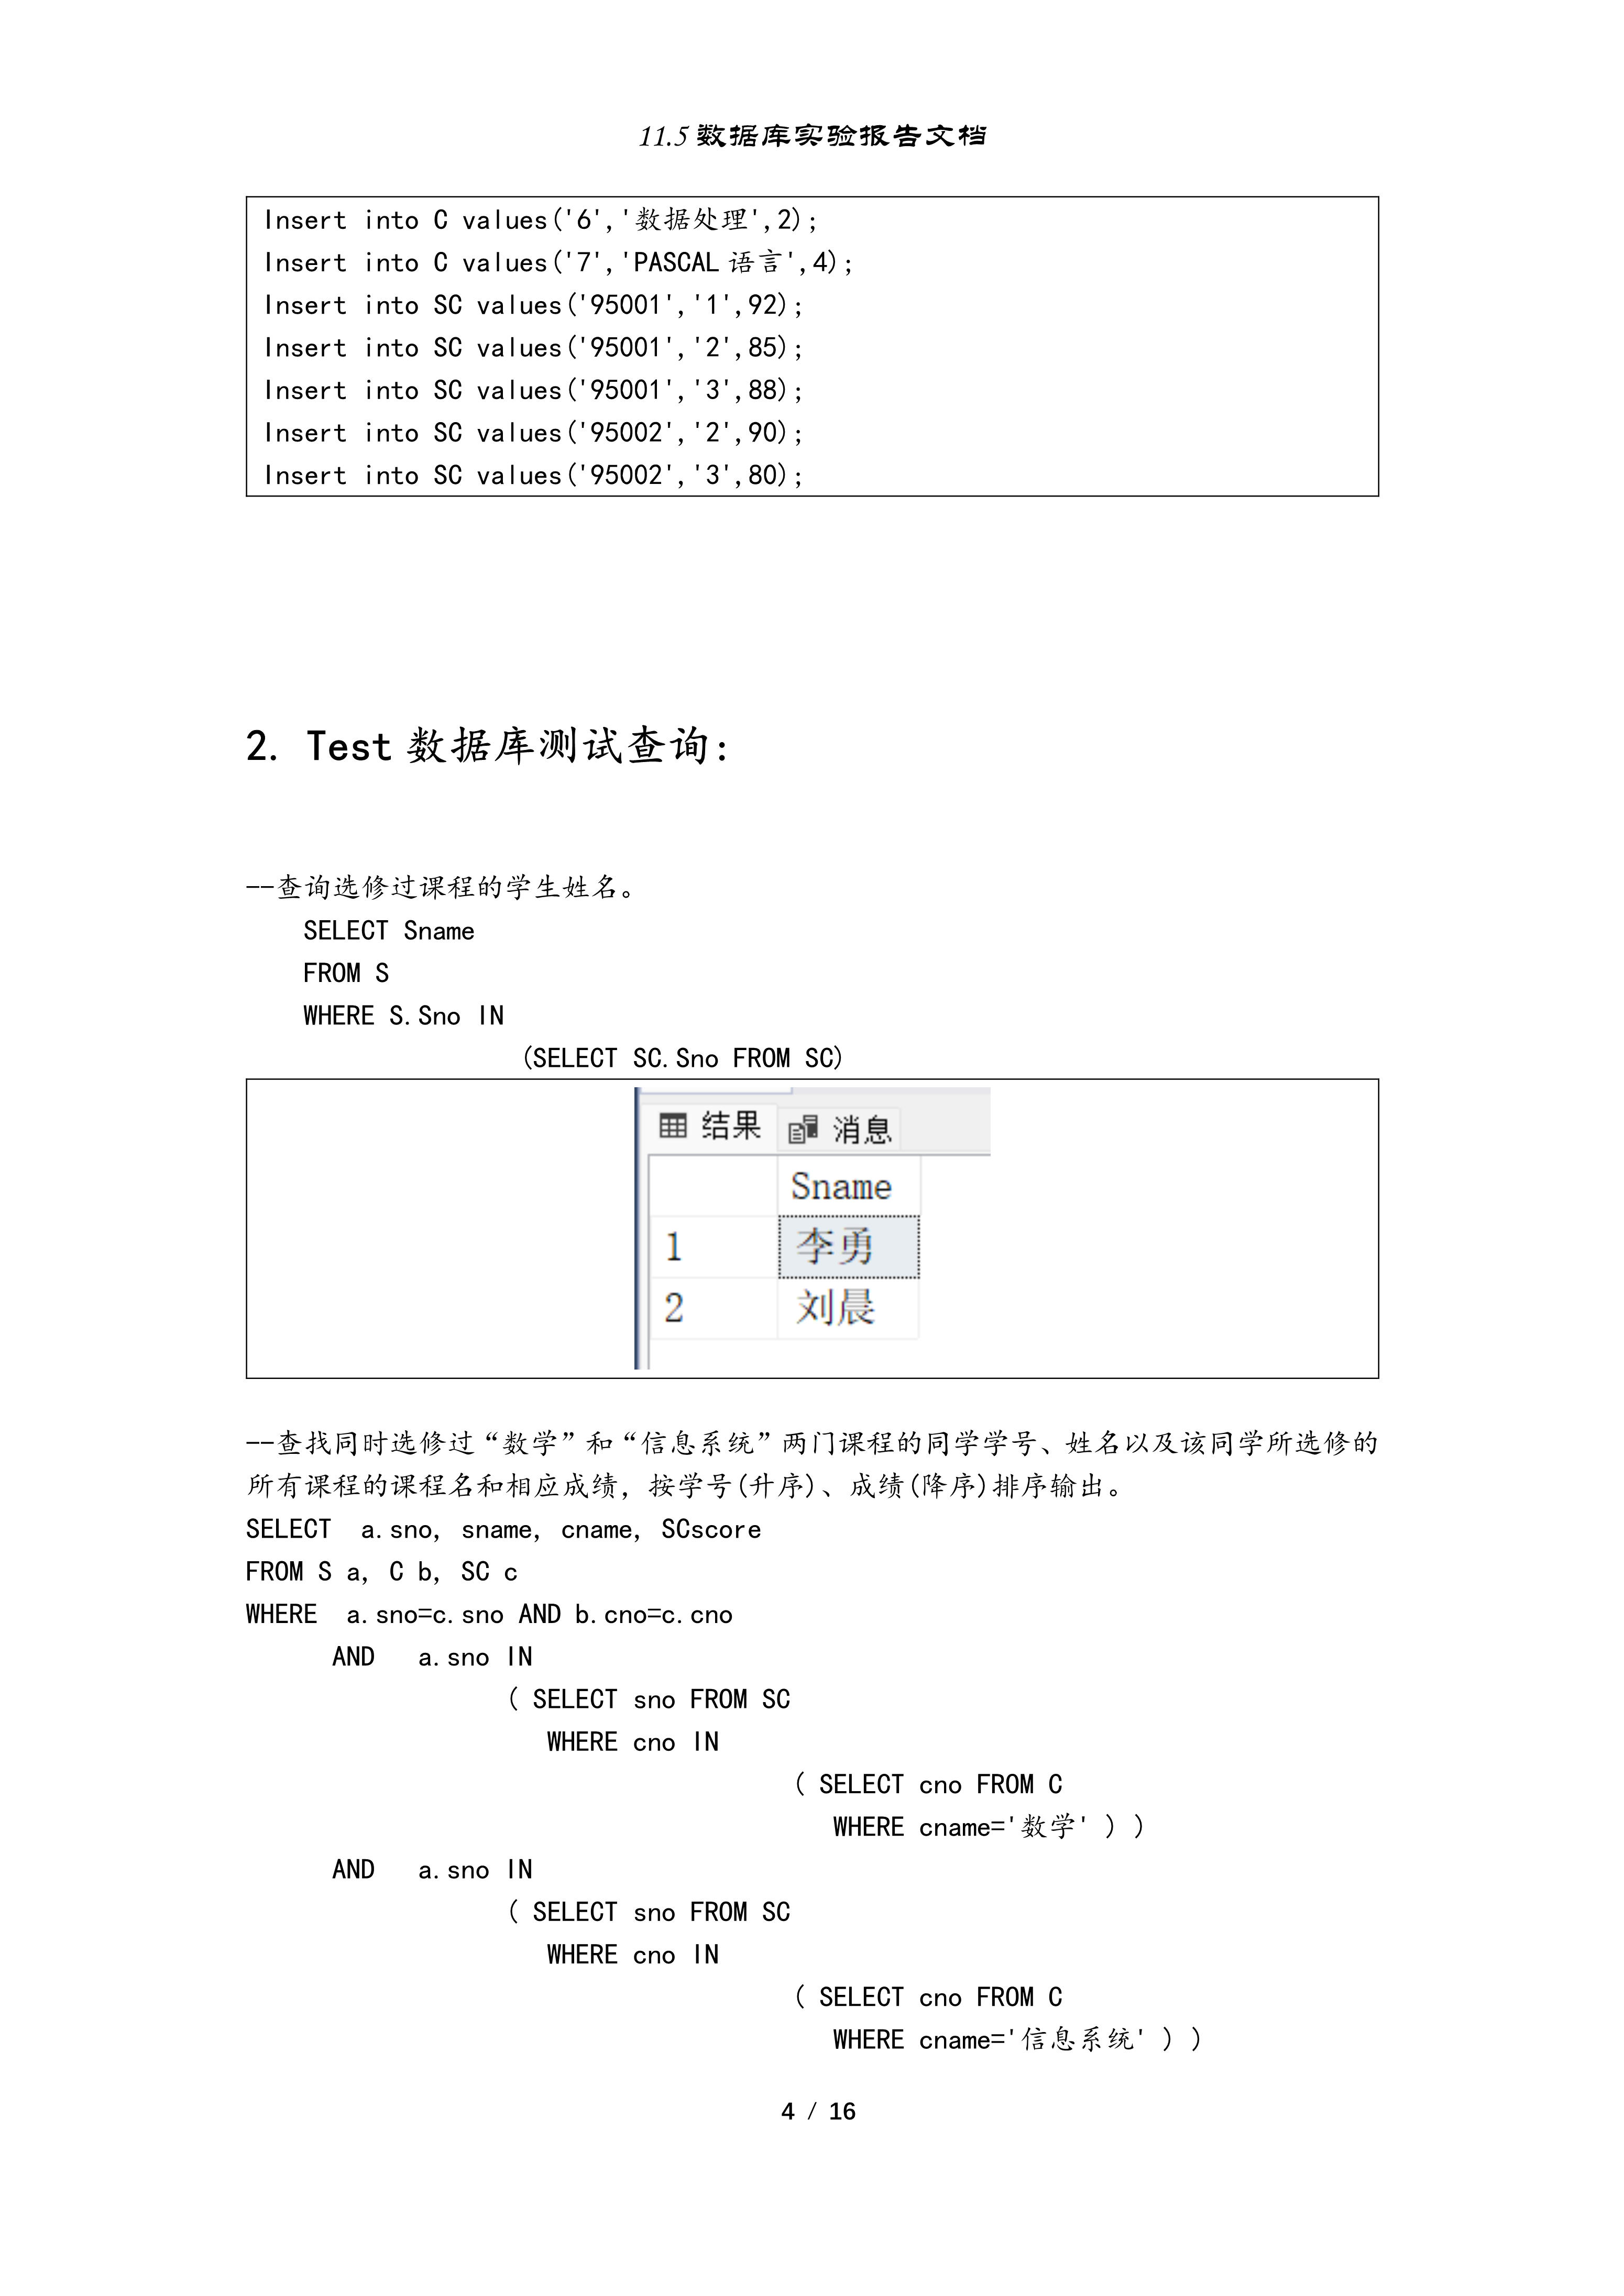 11.5 数据库实验报告文档
Insert into C values('6','数据处理',2);
Insert into C values('7','PASCAL 语言',4);
Insert into SC values('95001','1',92);
Insert into SC values('95001','2',85);
Insert into SC values('95001','3',88);
Insert into SC values('95002','2',90);
Insert into SC values('95002','3',80);
2. Test 数据库测试查询：
--查询选修过课程的学生姓名。
SELECT Sname
FROM S
WHERE S.Sno IN
(SELECT SC.Sno FROM SC)
结果 消息
Sname
1 李勇
2 刘晨
--查找同时选修过“数学”和“信息系统”两门课程的同学学号、姓名以及该同学所选修的
所有课程的课程名和相应成绩，按学号(升序)、成绩(降序)排序输出。
SELECT  a.sno, sname, cname, SCscore
FROM S a, C b, SC c
WHERE  a.sno=c.sno AND b.cno=c.cno
AND   a.sno IN
( SELECT sno FROM SC
WHERE cno IN
( SELECT cno FROM C
WHERE cname='数学' ) )
AND   a.sno IN
( SELECT sno FROM SC
WHERE cno IN
( SELECT cno FROM C
WHERE cname='信息系统' ) )
4 / 16